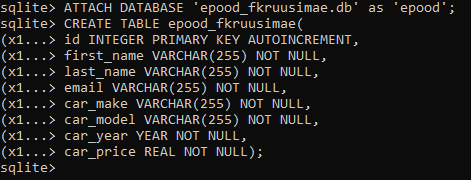 sqlite> ATTACH DATABASE 'epood_fkruusimae.db' as 'epood';
sqlite> CREATE TABLE epood_fkruusimae(
(x1...> id INTEGER PRIMARY KEY AUTOINCREMENT,
(x1...> first_name VARCHAR(255) NOT NULL,
(x1...> last_name VARCHAR(255) NOT NULL,
(x1...> email VARCHAR(255) NOT NULL,
(x1...> car_make VARCHAR(255) NOT NULL,
(x1...> car_model VARCHAR(255) NOT NULL,
(x1...> car_year YEAR NOT NULL,
(x1...> car_price REAL NOT NULL);
sqlite>